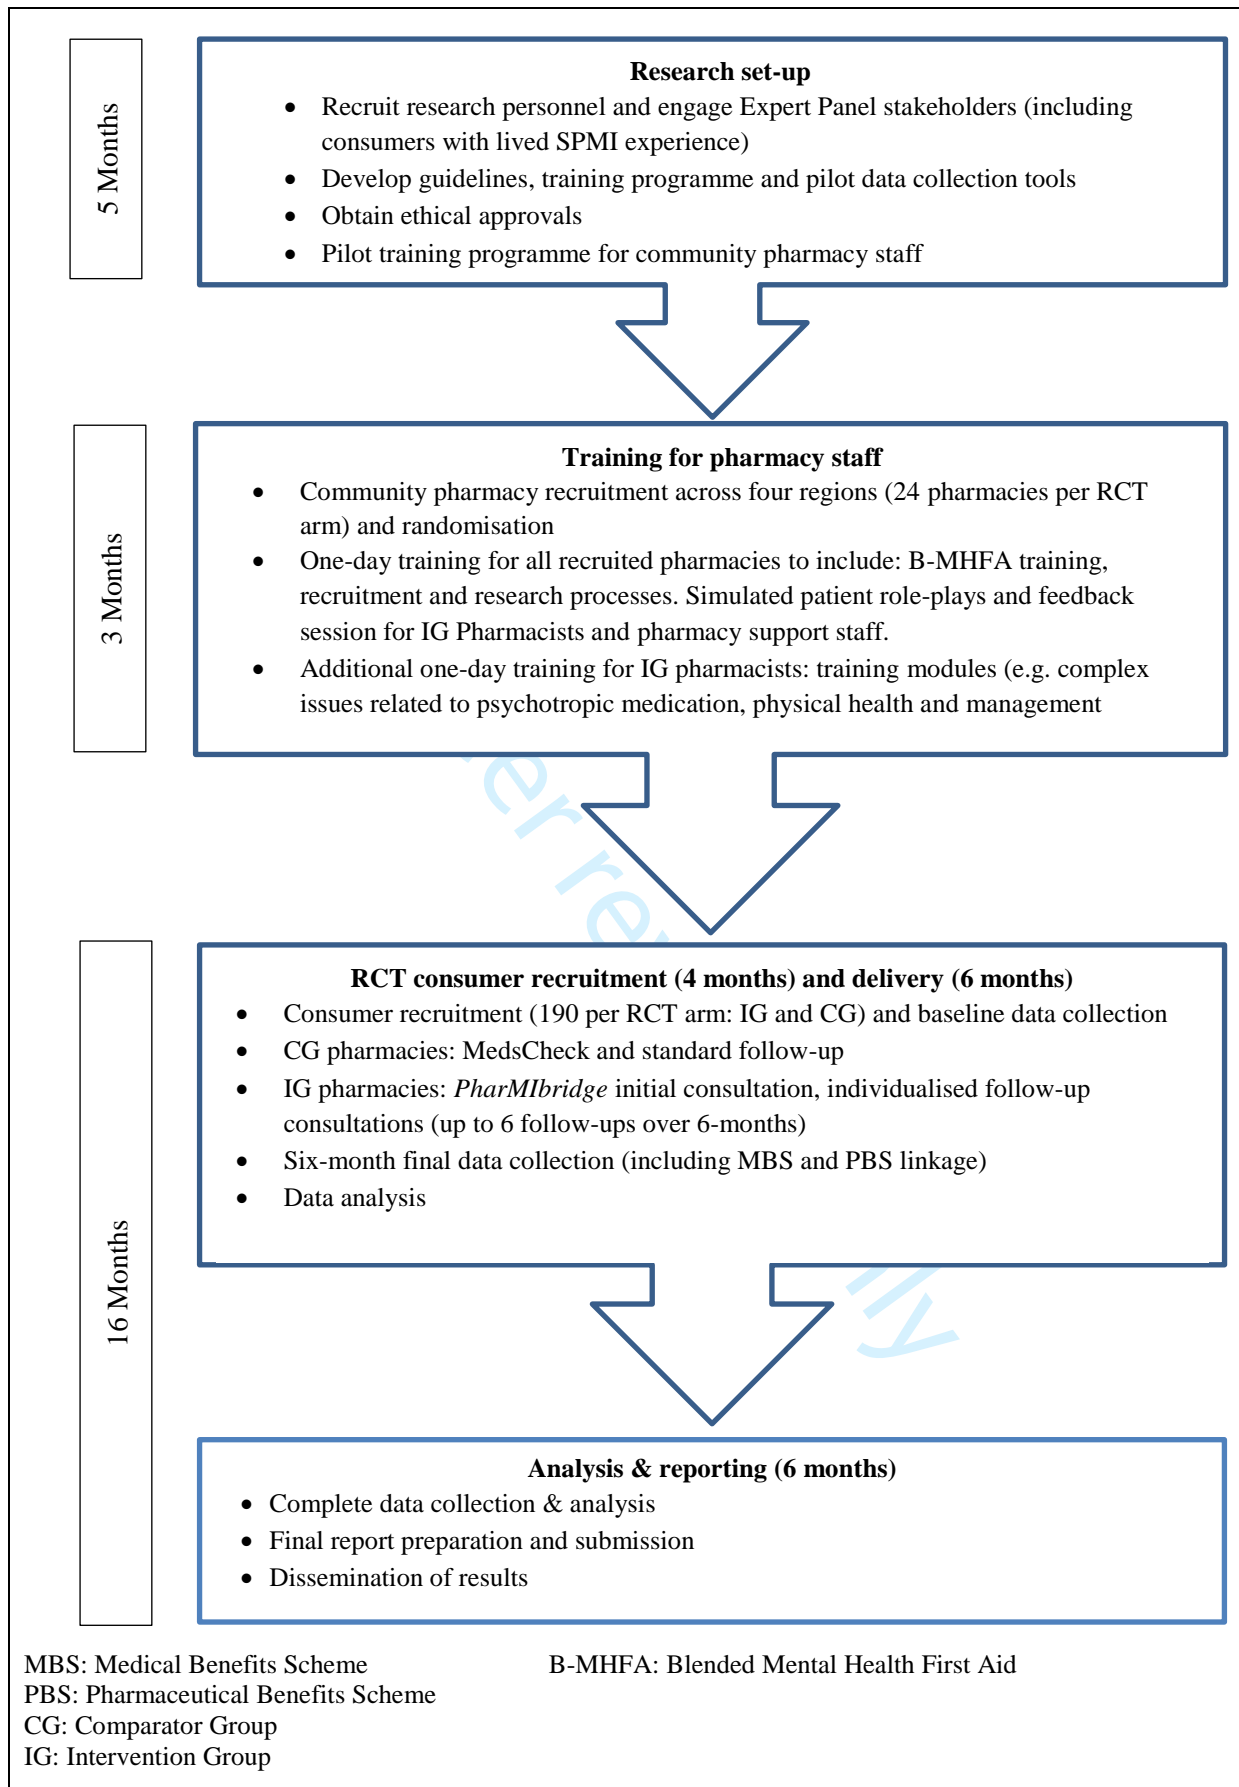 5 Months
Research set-up
• Recruit research personnel and engage Expert Panel stakeholders (including
consumers with lived SPMI experience)
• Develop guidelines, training programme and pilot data collection tools
• Obtain ethical approvals
• Pilot training programme for community pharmacy staff
3 Months
Training for pharmacy staff
• Community pharmacy recruitment across four regions (24 pharmacies per RCT
arm) and randomisation
• One-day training for all recruited pharmacies to include: B-MHFA training,
recruitment and research processes. Simulated patient role-plays and feedback
session for IG Pharmacists and pharmacy support staff.
• Additional one-day training for IG pharmacists: training modules (e.g. complex
issues related to psychotropic medication, physical health and management
16 Months
RCT consumer recruitment (4 months) and delivery (6 months)
• Consumer recruitment (190 per RCT arm: IG and CG) and baseline data collection
• CG pharmacies: MedsCheck and standard follow-up
• IG pharmacies: PharMIbridge initial consultation, individualised follow-up
consultations (up to 6 follow-ups over 6-months)
• Six-month final data collection (including MBS and PBS linkage)
• Data analysis
Analysis & reporting (6 months)
• Complete data collection & analysis
• Final report preparation and submission
• Dissemination of results
MBS: Medical Benefits Scheme B-MHFA: Blended Mental Health First Aid
PBS: Pharmaceutical Benefits Scheme
CG: Comparator Group
IG: Intervention Group